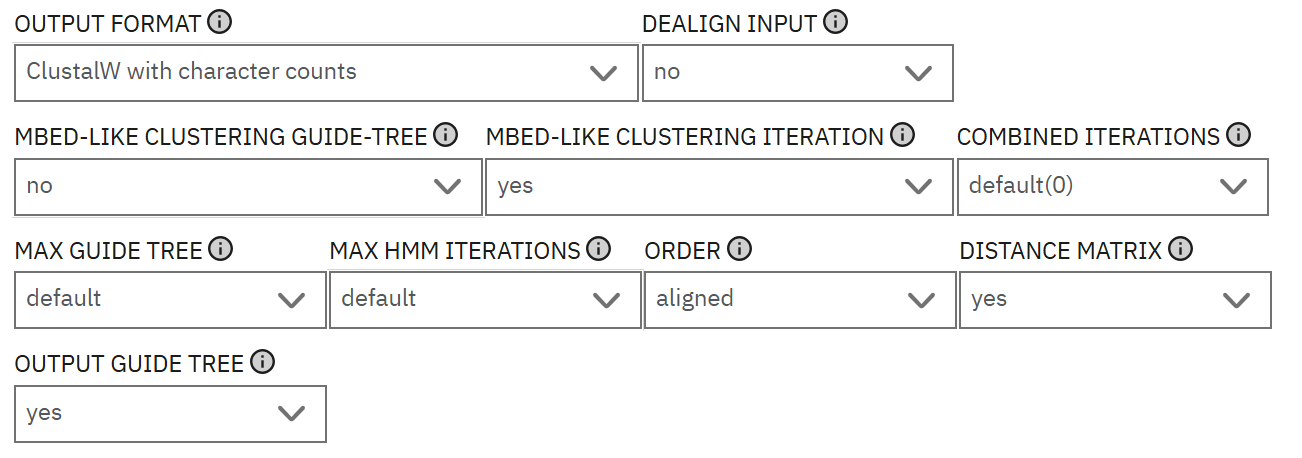 OUTPUT FORMAT DEALIGN INPUT
ClustalW with character counts no
MBED-LIKE CLUSTERING GUIDE-TREE MBED-LIKE CLUSTERING ITERATION COMBINED ITERATIONS
no yes default(0)
MAX GUIDE TREE MAX HMM ITERATIONS ORDER DISTANCE MATRIX
default default aligned yes
OUTPUT GUIDE TREE
yes